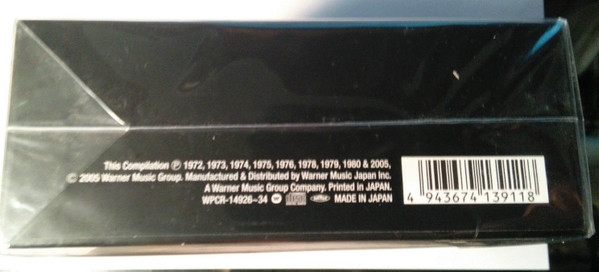 This Compilation ℗ 1972, 1973, 1974, 1975, 1976, 1978, 1979, 1980 & 2005,
© 2005 Warner Music Group. Manufactured & Distributed by Warner Music Japan Inc.
A Warner Music Group Company. Printed in JAPAN.
WPCR-14926~34 MADE IN JAPAN
4 943674 139118